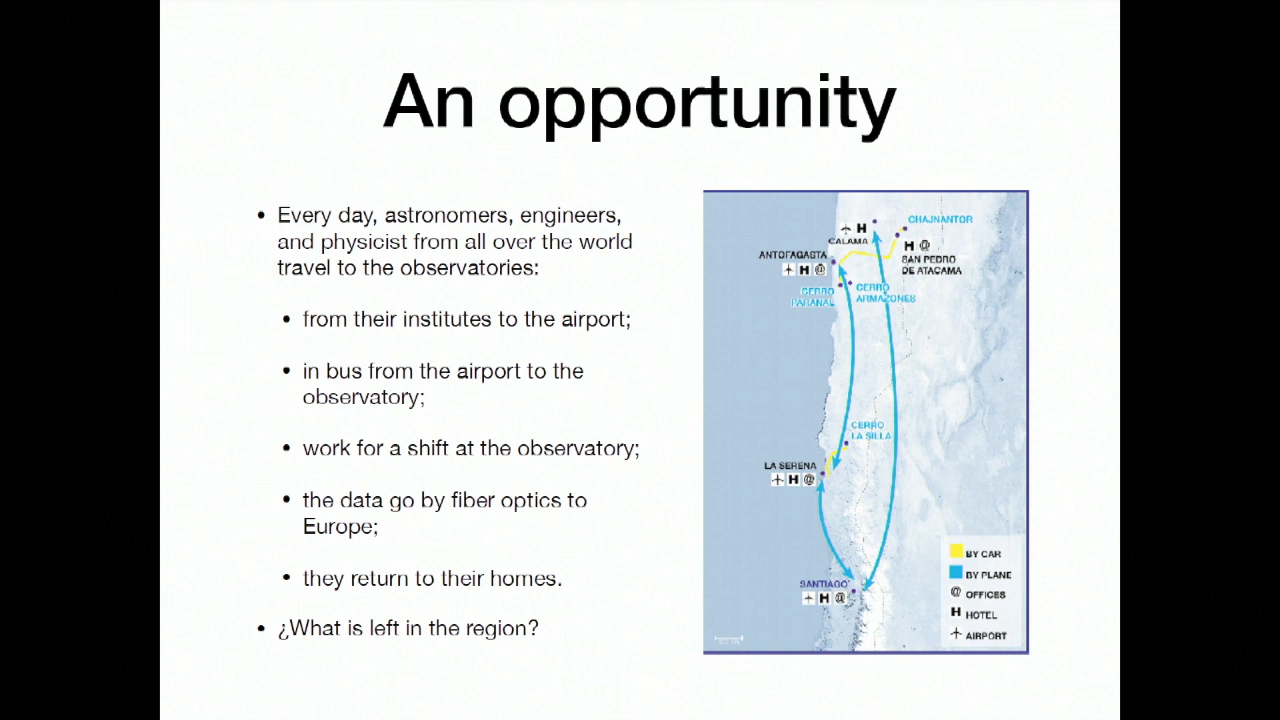 An opportunity
• Every day, astronomers, engineers,
and physicist from all over the world
travel to the observatories:
• from their institutes to the airport;
• in bus from the airport to the
observatory;
• work for a shift at the observatory;
• the data go by fiber optics to
Europe;
• they return to their homes.
• ¿What is left in the region?
CHAJNANTOR
H
CALAMA
H @
SAN PEDRO
DE ATACAMA
ANTOFAGASTA
H @
CERRO
PARANAL
CERRO
ARMAZONES
CERRO
LA SILLA
LA SERENA
H @
SANTIAGO
H @
BY CAR
BY PLANE
@ OFFICES
H HOTEL
AIRPORT